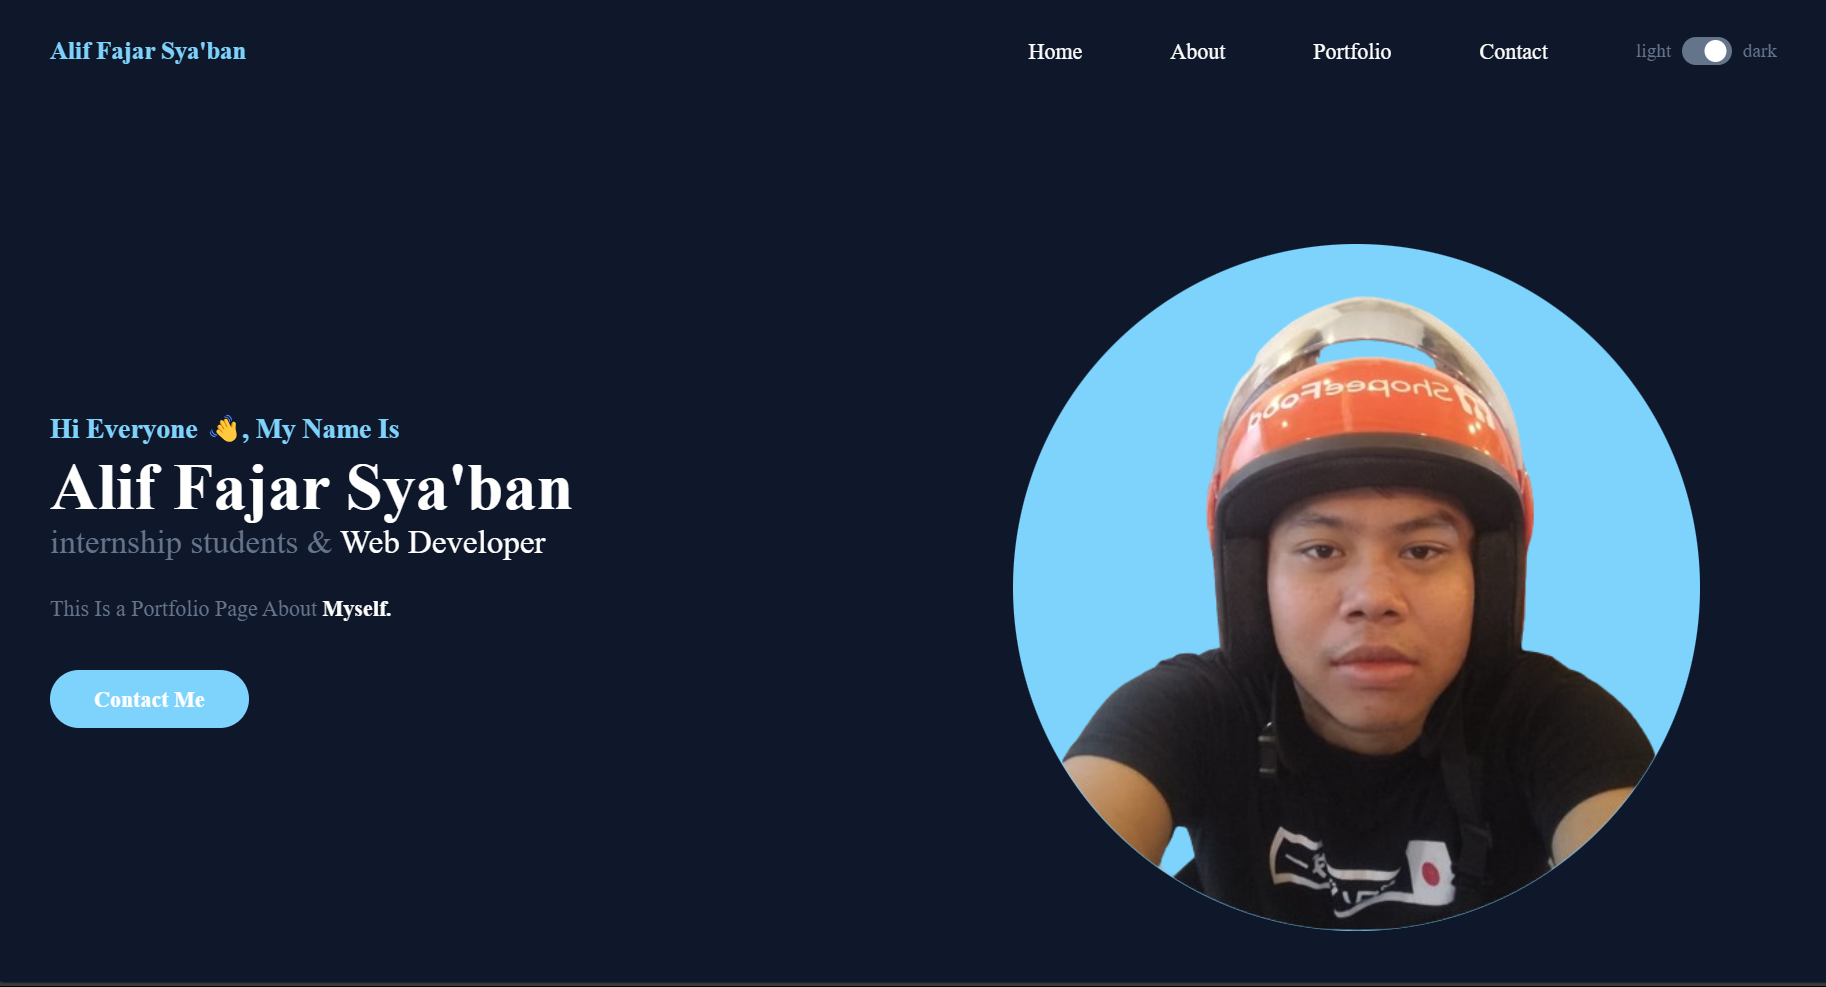 Alif Fajar Sya'ban
Home
About
Portfolio
Contact
light
dark
Hi Everyone 👋, My Name Is
Alif Fajar Sya'ban
internship students & Web Developer
This Is a Portfolio Page About Myself.
Contact Me
ShopeeFood